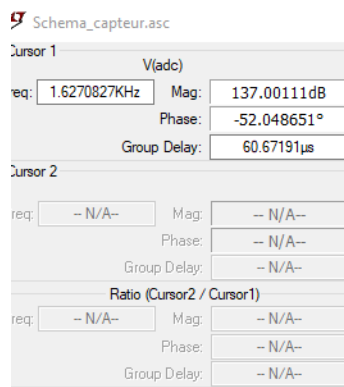 Schema_capteur.asc
Cursor 1
V(adc)
req: 1.6270827KHz Mag: 137.00111dB
Phase: -52.048651°
Group Delay: 60.67191µs
Cursor 2
req: -- N/A-- Mag: -- N/A--
Phase: -- N/A--
Group Delay: -- N/A--
Ratio (Cursor2 / Cursor1)
req: -- N/A-- Mag: -- N/A--
Phase: -- N/A--
Group Delay: -- N/A--